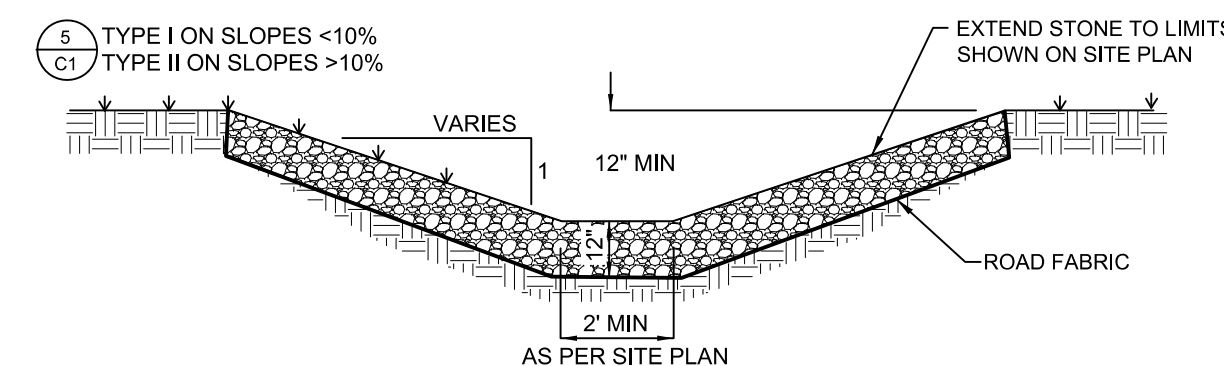 5
C1
TYPE I ON SLOPES <10%
TYPE II ON SLOPES >10%
EXTEND STONE TO LIMITS
SHOWN ON SITE PLAN
VARIES
1
12" MIN
12"
ROAD FABRIC
2' MIN
AS PER SITE PLAN